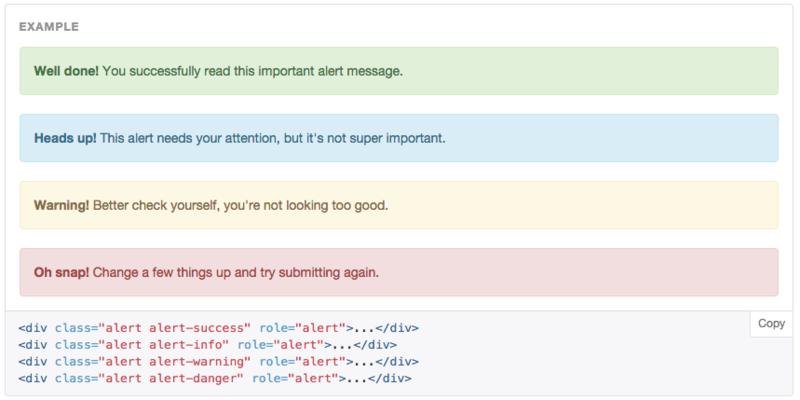 EXAMPLE
Well done! You successfully read this important alert message.
Heads up! This alert needs your attention, but it's not super important.
Warning! Better check yourself, you're not looking too good.
Oh snap! Change a few things up and try submitting again.
Copy
<div class="alert alert-success" role="alert">...</div>
<div class="alert alert-info" role="alert">...</div>
<div class="alert alert-warning" role="alert">...</div>
<div class="alert alert-danger" role="alert">...</div>